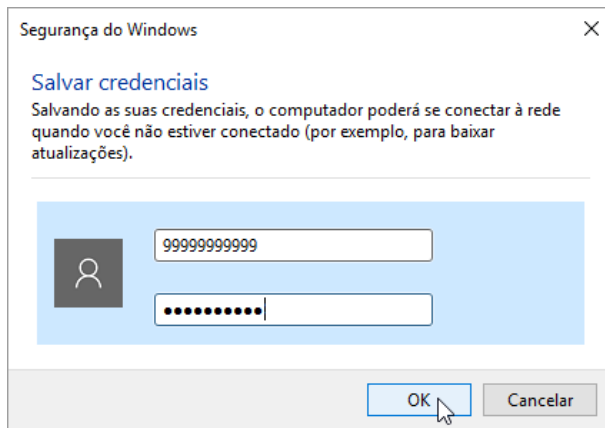 Segurança do Windows
Salvar credenciais
Salvando as suas credenciais, o computador poderá se conectar à rede
quando você não estiver conectado (por exemplo, para baixar
atualizações).
99999999999
●●●●●●●●●●
OK
Cancelar